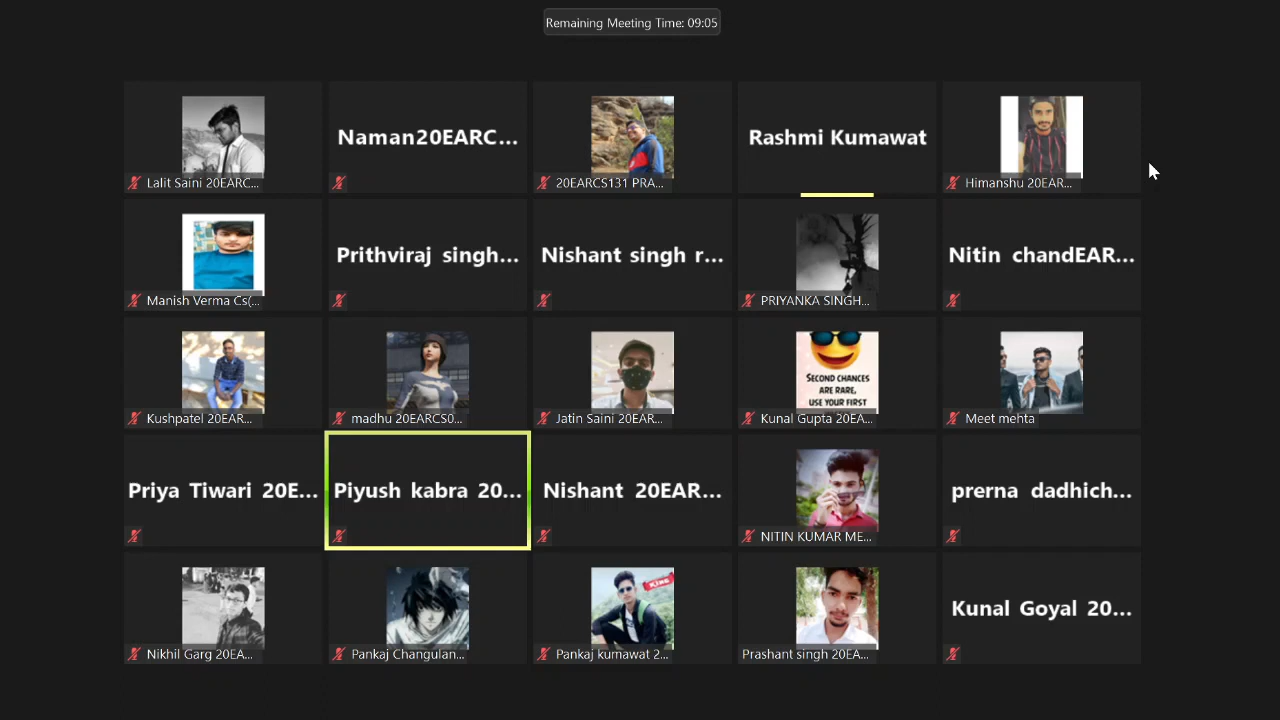 Remaining Meeting Time: 09:05
Lalit Saini 20EARC...
Naman20EARC...
20EARCS131 PRA...
Rashmi Kumawat
Himanshu 20EAR...
Manish Verma Cs(...
Prithviraj singh...
Nishant singh r...
PRIYANKA SINGH...
Nitin chandEAR...
Kushpatel 20EAR...
madhu 20EARCS0...
Jatin Saini 20EAR...
SECOND CHANCES
ARE RARE,
USE YOUR FIRST
Kunal Gupta 20EA...
Meet mehta
Priya Tiwari 20E...
Piyush kabra 20...
Nishant 20EAR...
NITIN KUMAR ME...
prerna dadhich...
Nikhil Garg 20EA...
Pankaj Changulan...
King
Pankaj kumawat 2...
Prashant singh 20EA...
Kunal Goyal 20...